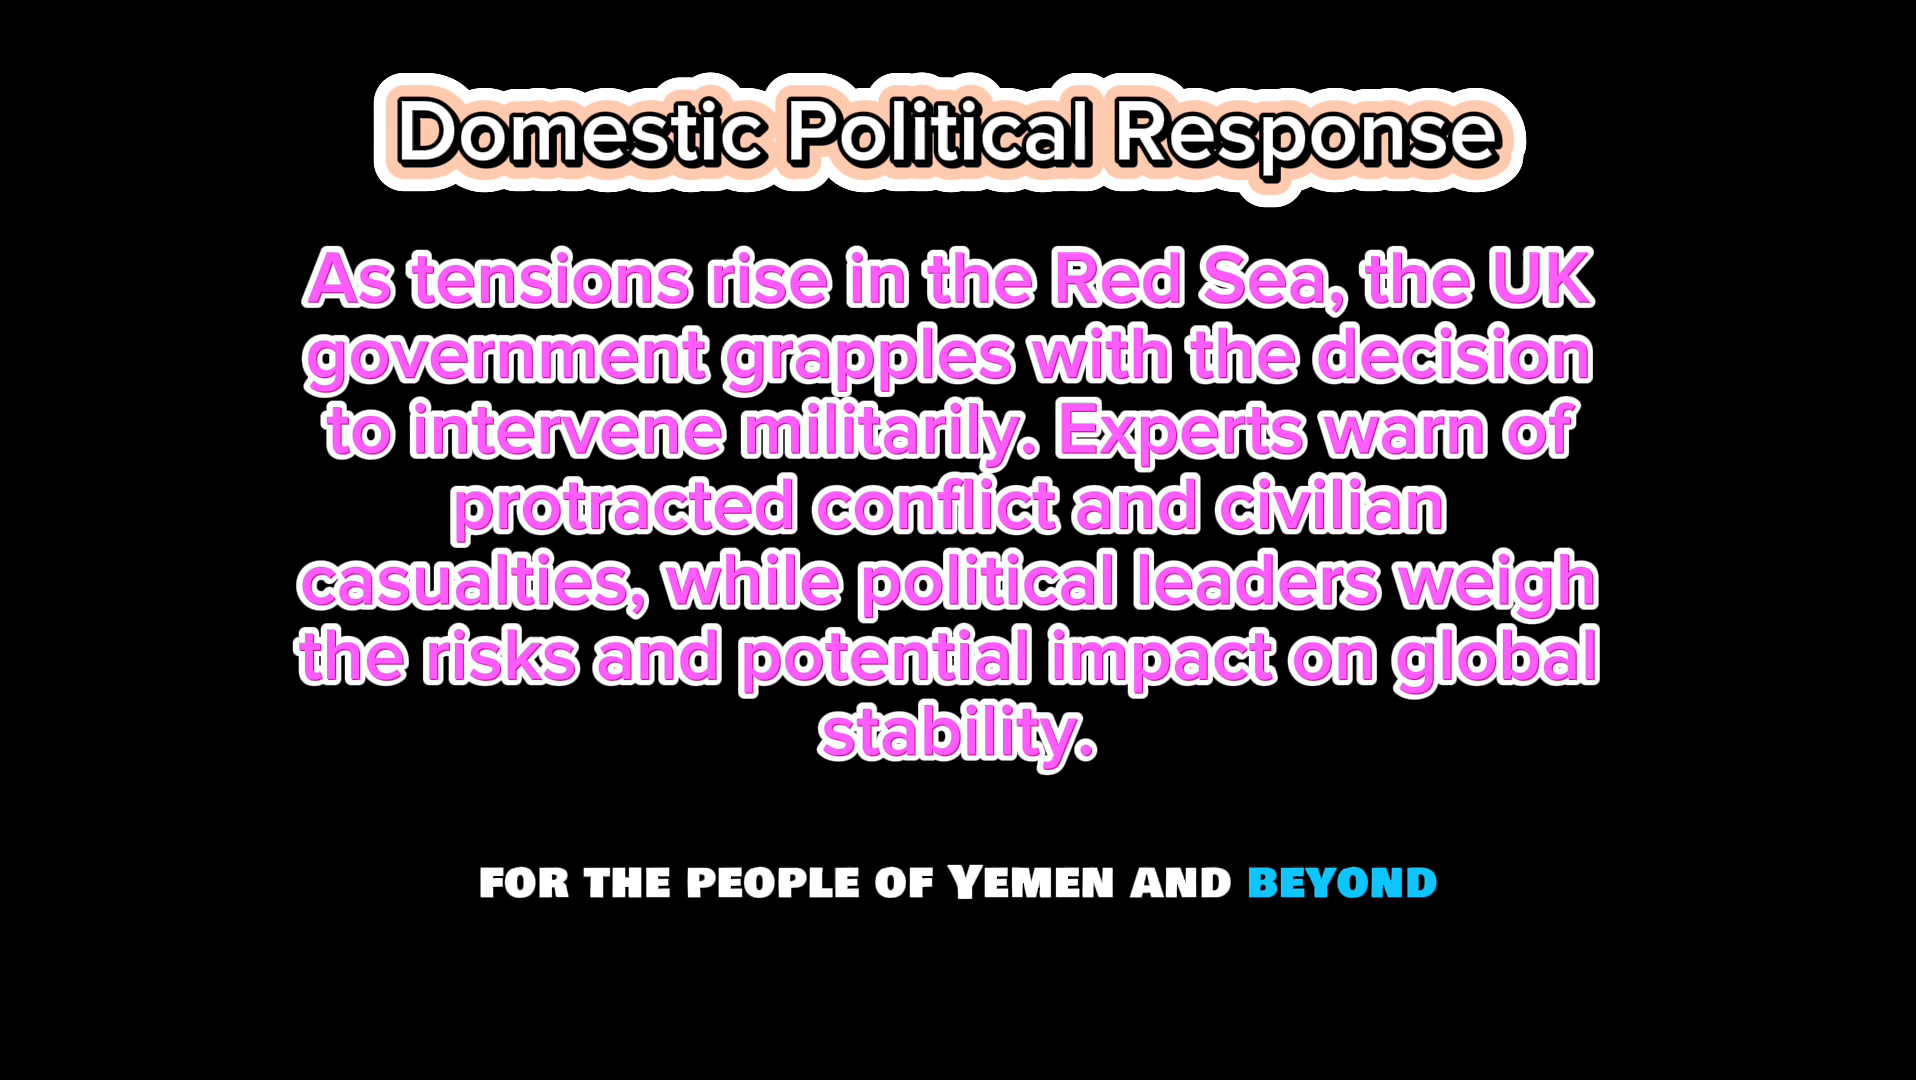 Domestic Political Response
As tensions rise in the Red Sea, the UK
government grapples with the decision
to intervene militarily. Experts warn of
protracted conflict and civilian
casualties, while political leaders weigh
the risks and potential impact on global
stability.
FOR THE PEOPLE OF YEMEN AND BEYOND